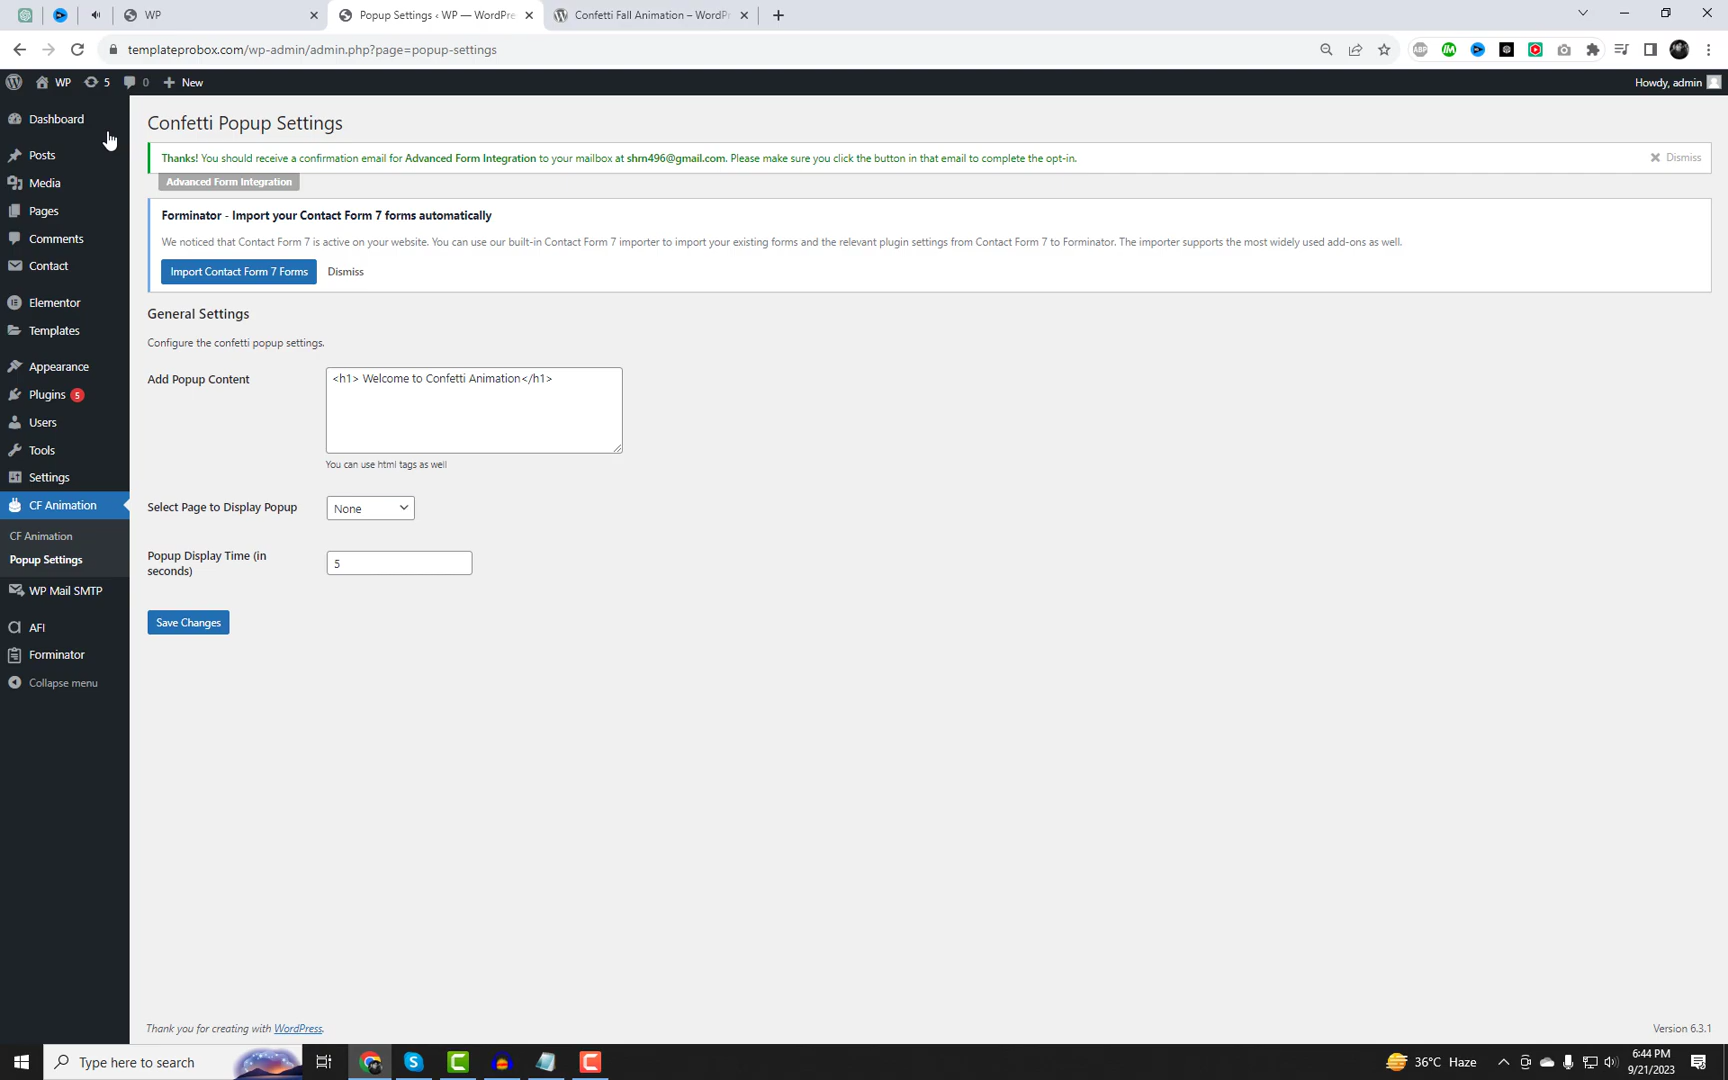 WP
Popup Settings ‹ WP — WordPre
Confetti Fall Animation – WordP
templateprobox.com/wp-admin/admin.php?page=popup-settings
WP 5 0 + New
Howdy, admin
Dashboard
Posts
Media
Pages
Comments
Contact
Elementor
Templates
Appearance
Plugins 5
Users
Tools
Settings
CF Animation
CF Animation
Popup Settings
WP Mail SMTP
AFI
Forminator
Collapse menu
Confetti Popup Settings
Thanks! You should receive a confirmation email for Advanced Form Integration to your mailbox at shm496@gmail.com. Please make sure you click the button in that email to complete the opt-in.
Dismiss
Advanced Form Integration
Forminator - Import your Contact Form 7 forms automatically
We noticed that Contact Form 7 is active on your website. You can use our built-in Contact Form 7 importer to import your existing forms and the relevant plugin settings from Contact Form 7 to Forminator. The importer supports the most widely used add-ons as well.
Import Contact Form 7 Forms Dismiss
General Settings
Configure the confetti popup settings.
Add Popup Content
<h1> Welcome to Confetti Animation</h1>
You can use html tags as well
Select Page to Display Popup
None
Popup Display Time (in seconds)
5
Save Changes
Thank you for creating with WordPress.
Version 6.3.1
Type here to search
36°C Haze
6:44 PM
9/21/2023